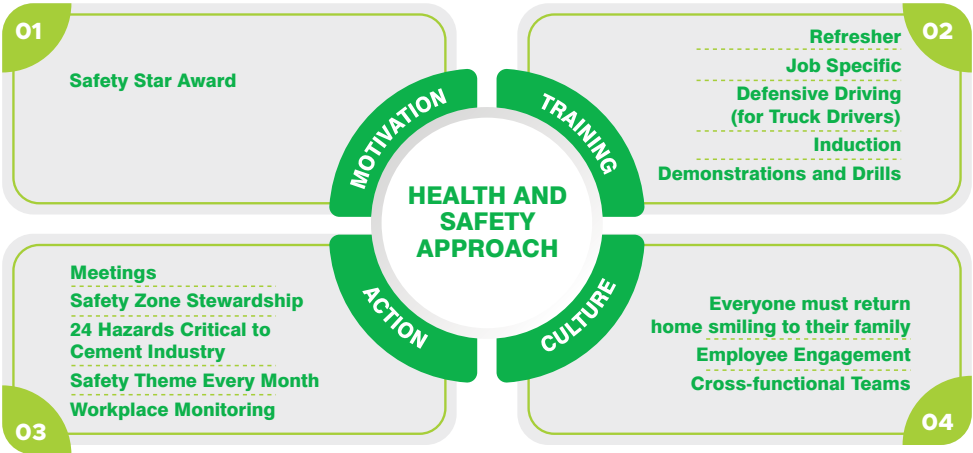 01
Safety Star Award
MOTIVATION
02
Refresher
Job Specific
Defensive Driving
(for Truck Drivers)
Induction
Demonstrations and Drills
TRAINING
HEALTH AND
SAFETY
APPROACH
03
Meetings
Safety Zone Stewardship
24 Hazards Critical to
Cement Industry
Safety Theme Every Month
Workplace Monitoring
ACTION
04
Everyone must return
home smiling to their family
Employee Engagement
Cross-functional Teams
CULTURE